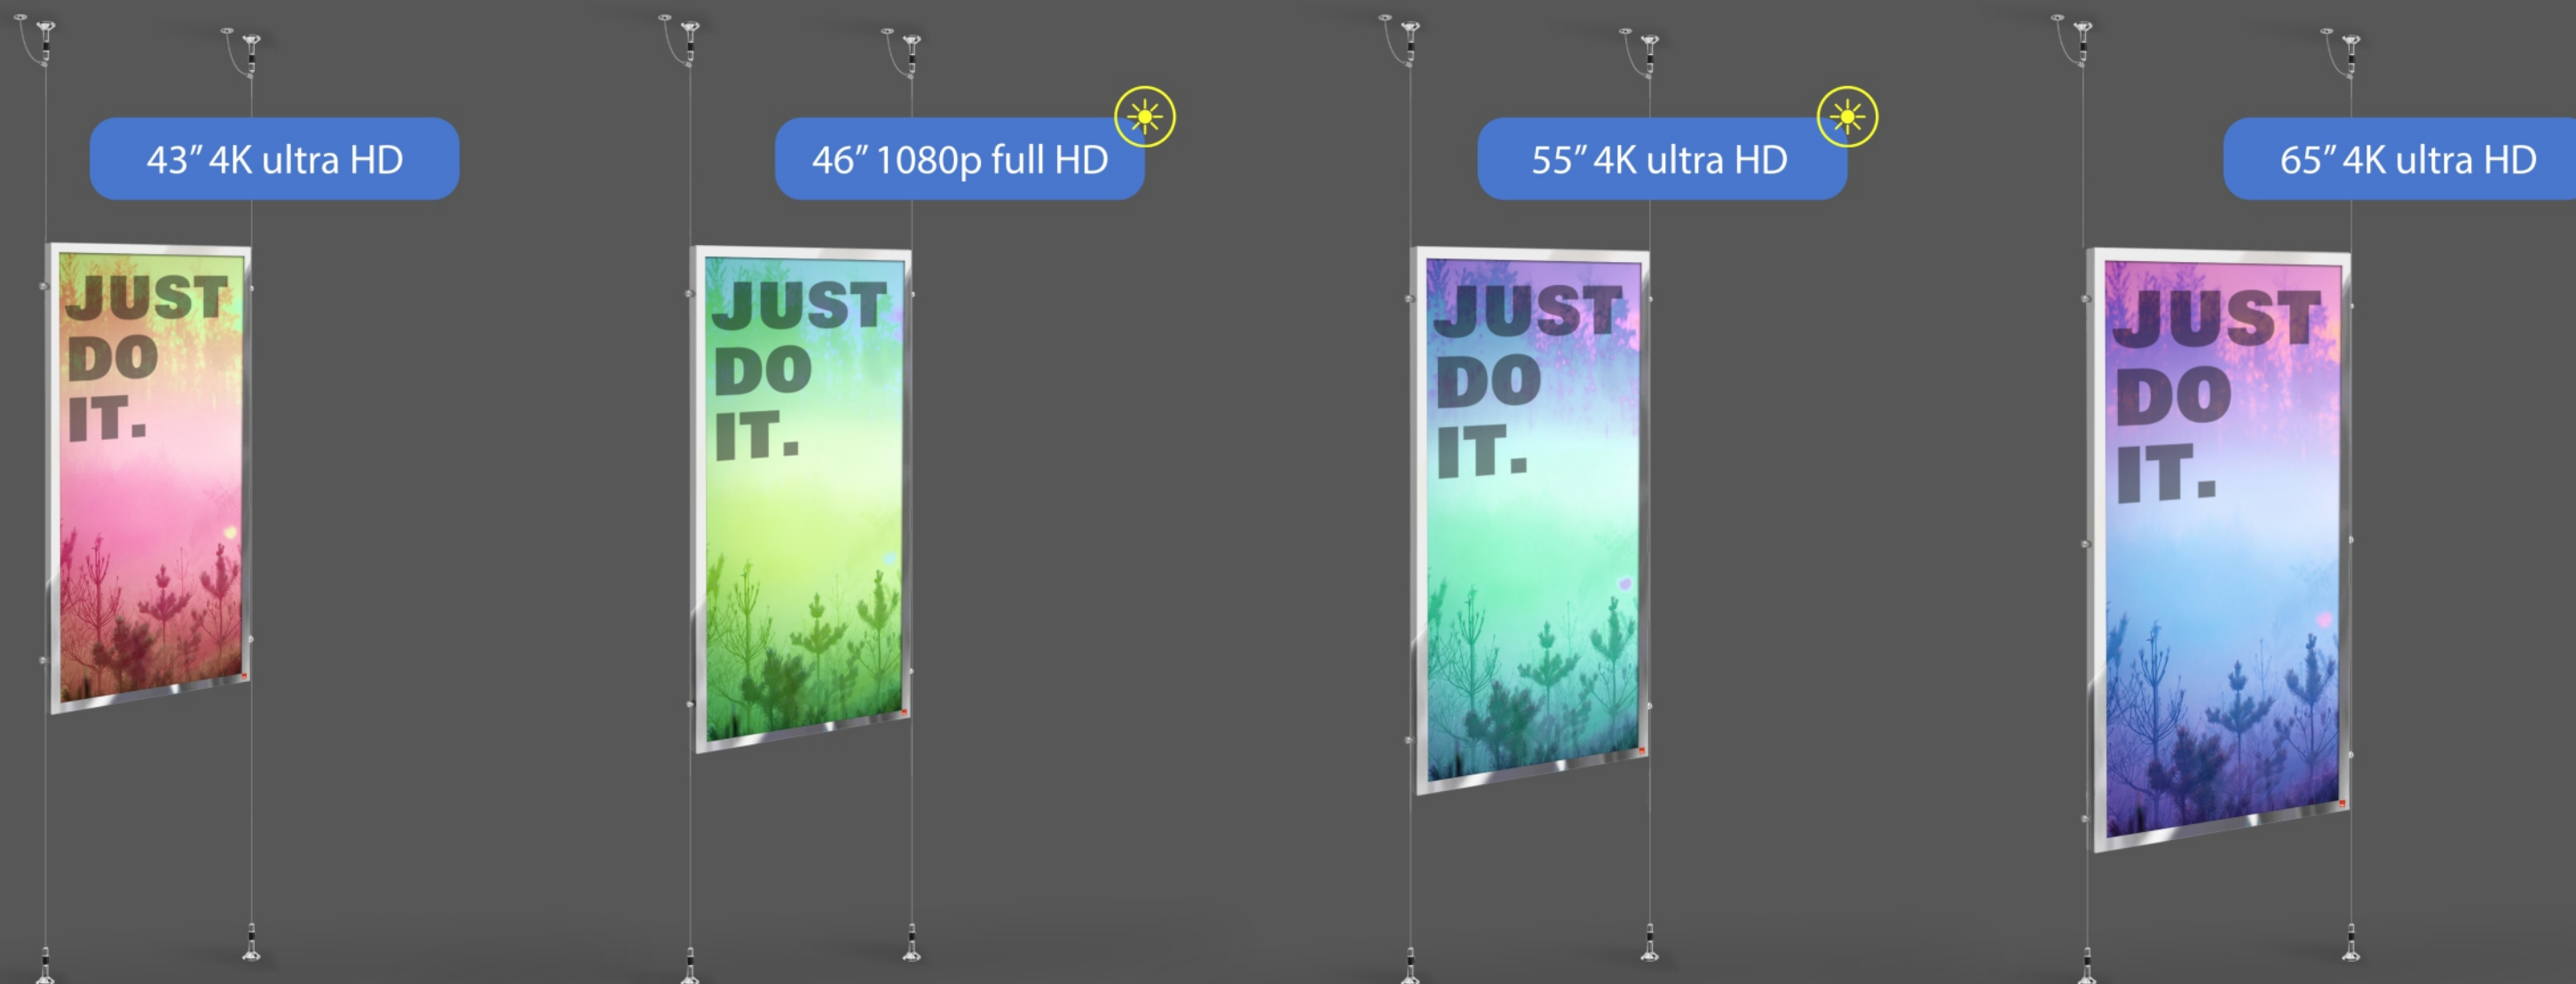 43" 4K ultra HD
46" 1080p full HD
55" 4K ultra HD
65" 4K ultra HD
JUST
DO
IT.
JUST
DO
IT.
JUST
DO
IT.
JUST
DO
IT.